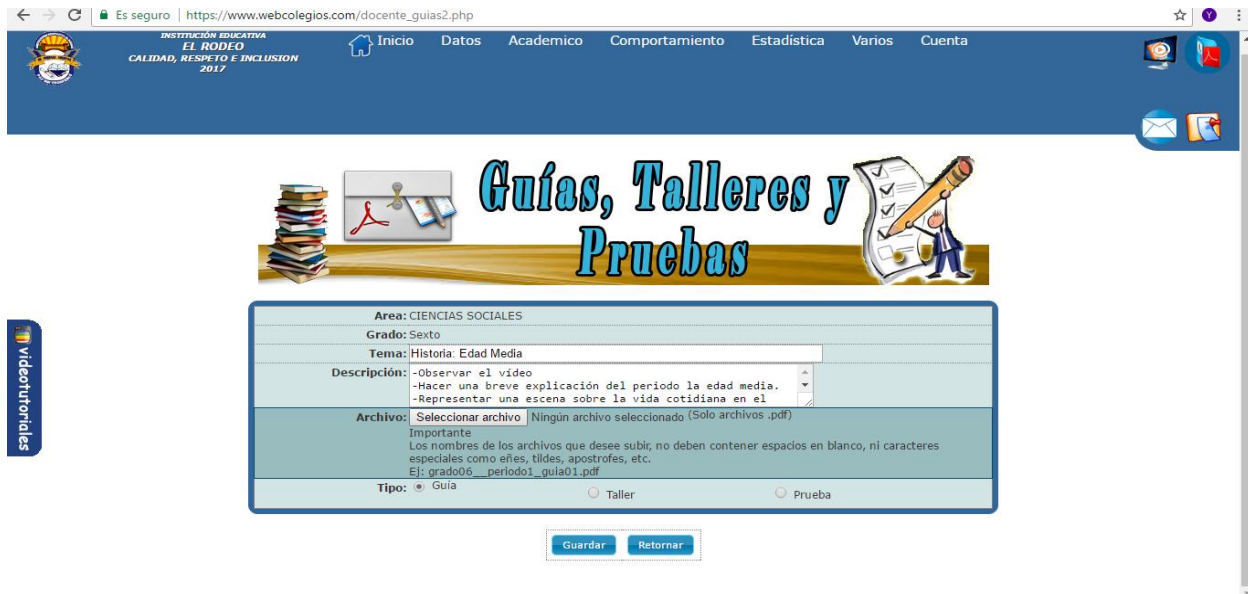 Es seguro | https://www.webcolegios.com/docente_guias2.php
Y
INSTITUCIÓN EDUCATIVA
EL RODEO
CALIDAD, RESPETO E INCLUSION
2017
Inicio Datos Academico Comportamiento Estadística Varios Cuenta
Guías, Talleres y
Pruebas
videotutoriales
Area: CIENCIAS SOCIALES
Grado: Sexto
Tema: Historia: Edad Media
Descripción: -Observar el vídeo
-Hacer una breve explicación del periodo la edad media.
-Representar una escena sobre la vida cotidiana en el
Archivo: Seleccionar archivo Ningún archivo seleccionado (Solo archivos .pdf)
Importante
Los nombres de los archivos que desee subir, no deben contener espacios en blanco, ni caracteres
especiales como eñes, tildes, apostrofes, etc.
Ej: grado06__periodo1_guia01.pdf
Tipo: Guía Taller Prueba
Guardar Retornar